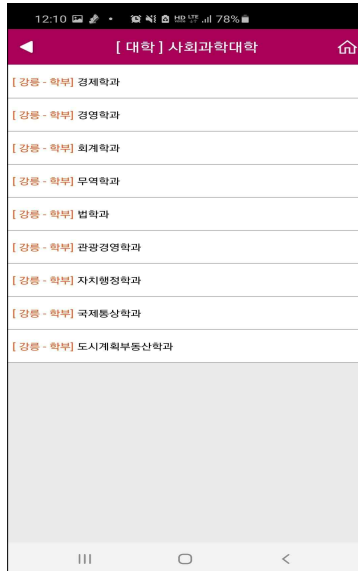 12:10 78%
[ 대학 ] 사회과학대학
[ 강릉 - 학부] 경제학과
[ 강릉 - 학부] 경영학과
[ 강릉 - 학부] 회계학과
[ 강릉 - 학부] 무역학과
[ 강릉 - 학부] 법학과
[ 강릉 - 학부] 관광경영학과
[ 강릉 - 학부] 자치행정학과
[ 강릉 - 학부] 국제통상학과
[ 강릉 - 학부] 도시계획부동산학과